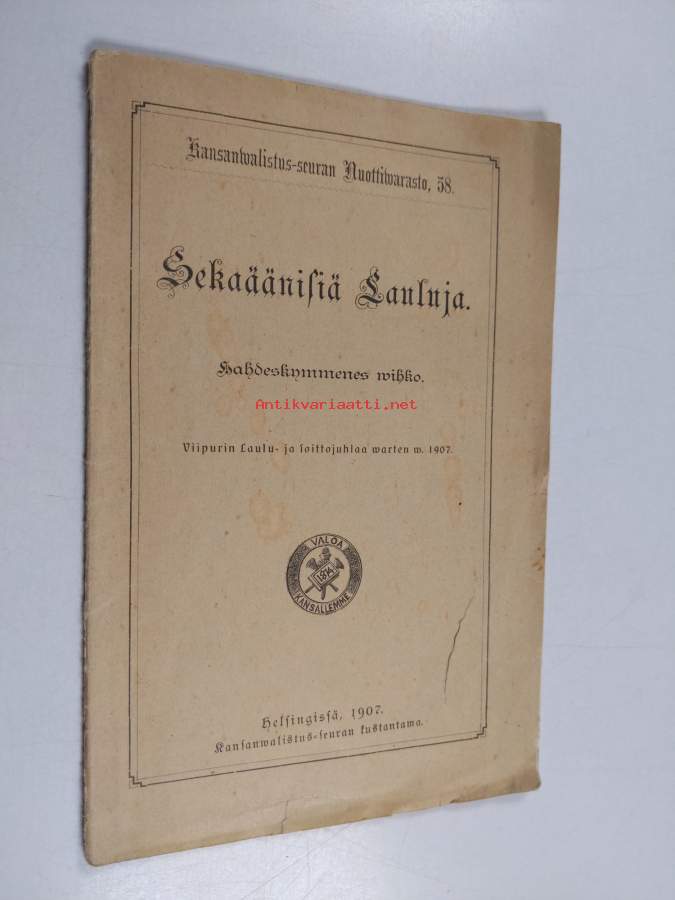 Kansanwalistus-seuran Nuottiwarasto, 58.
Sekaäänisiä Lauluja.
Kahdeskymmenes wihko.
Antikvariaatti.net
Viipurin Laulu- ja soittojuhlaa warten w. 1907.
VALOA
1874
KANSALLEMME
Helsingissä, 1907.
Kansanwalistus-seuran kustantama.